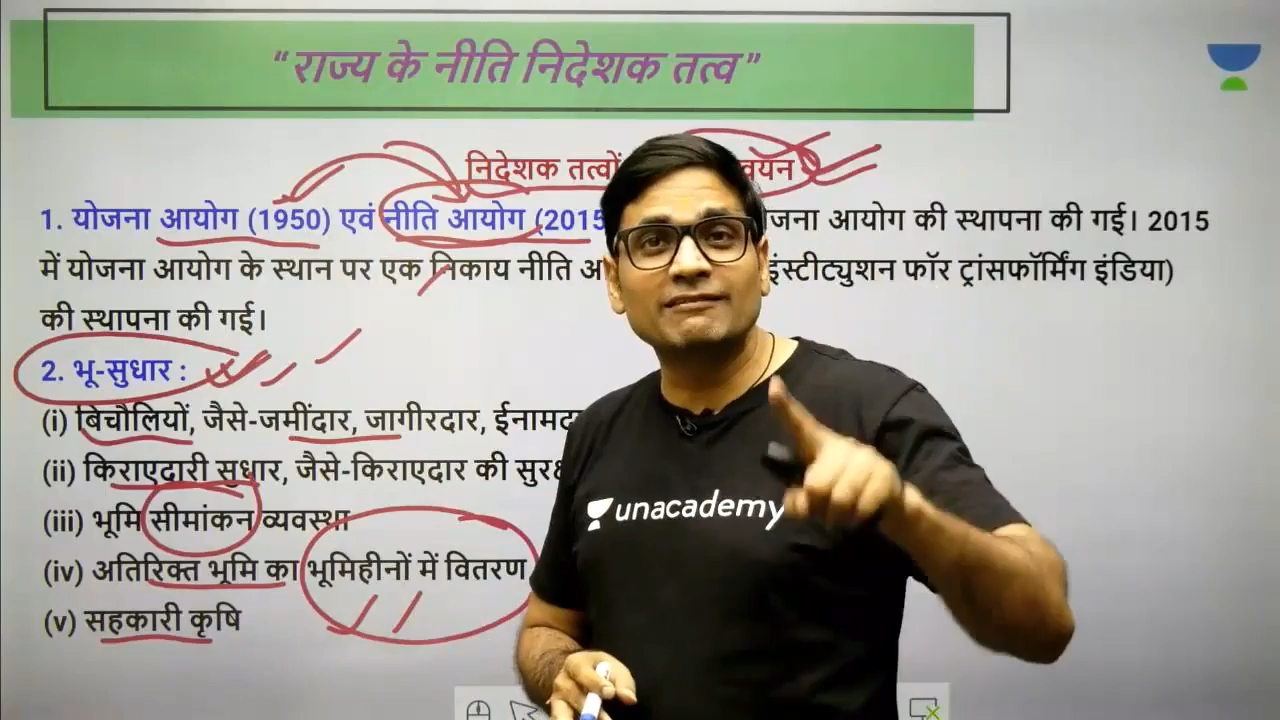 “राज्य के नीति निदेशक तत्व”
निदेशक तत्वों वयन
1. योजना आयोग (1950) एवं नीति आयोग (2015 जना आयोग की स्थापना की गई। 2015
में योजना आयोग के स्थान पर एक निकाय नीति इंस्टीट्युशन फॉर ट्रांसफॉर्मिंग इंडिया)
की स्थापना की गई।
2. भू-सुधार :
(i) बिचौलियों, जैसे-जमींदार, जागीरदार, ईनामद
(ii) किराएदारी सुधार, जैसे-किराएदार की
(iii) भूमि सीमांकन व्यवस्था
(iv) अतिरिक्त भूमि का भूमिहीनों में वितरण
(v) सहकारी कृषि
unacademy